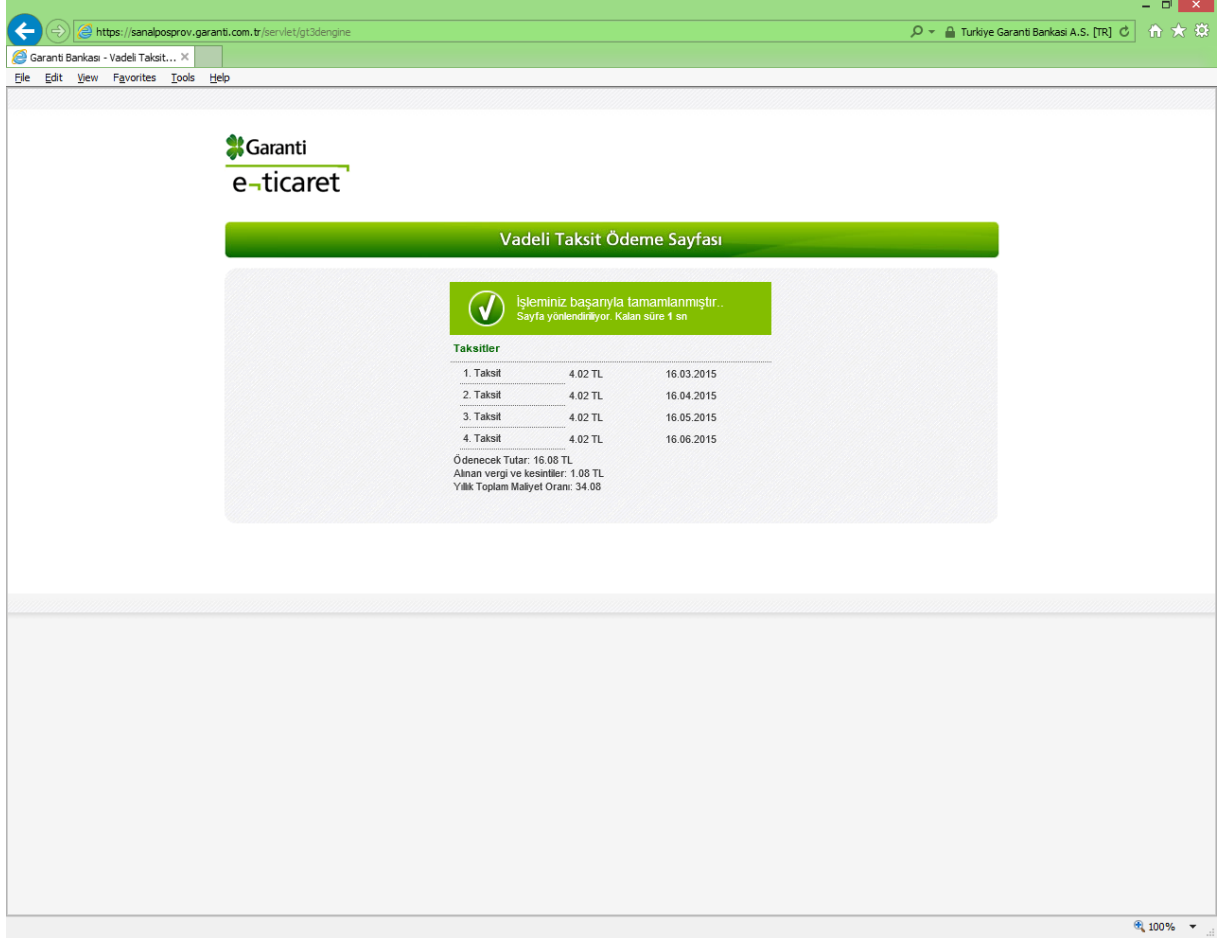 https://sanalposprov.garanti.com.tr/servlet/gt3dengine
Turkiye Garanti Bankasi A.S. [TR]
Garanti Bankası - Vadeli Taksit...
File Edit View Favorites Tools Help
Garanti
e-ticaret
Vadeli Taksit Ödeme Sayfası
İşleminiz başarıyla tamamlanmıştır..
Sayfa yönlendiriliyor. Kalan süre 1 sn
Taksitler
1. Taksit 4.02 TL 16.03.2015
2. Taksit 4.02 TL 16.04.2015
3. Taksit 4.02 TL 16.05.2015
4. Taksit 4.02 TL 16.06.2015
Ödenecek Tutar: 16.08 TL
Alınan vergi ve kesintiler: 1.08 TL
Yıllık Toplam Maliyet Oranı: 34.08
100%